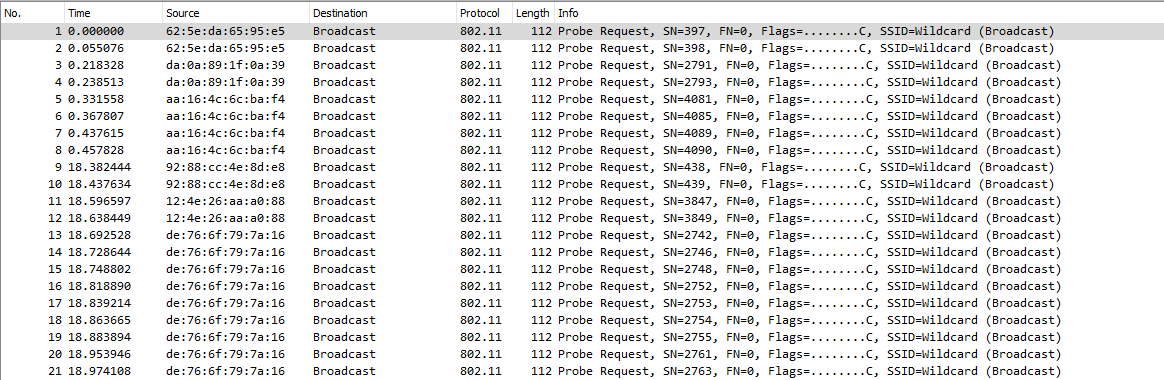 No. Time Source Destination Protocol Length Info
1 0.000000 62:5e:da:65:95:e5 Broadcast 802.11 112 Probe Request, SN=397, FN=0, Flags=........C, SSID=Wildcard (Broadcast)
2 0.055076 62:5e:da:65:95:e5 Broadcast 802.11 112 Probe Request, SN=398, FN=0, Flags=........C, SSID=Wildcard (Broadcast)
3 0.218328 da:0a:89:1f:0a:39 Broadcast 802.11 112 Probe Request, SN=2791, FN=0, Flags=........C, SSID=Wildcard (Broadcast)
4 0.238513 da:0a:89:1f:0a:39 Broadcast 802.11 112 Probe Request, SN=2793, FN=0, Flags=........C, SSID=Wildcard (Broadcast)
5 0.331558 aa:16:4c:6c:ba:f4 Broadcast 802.11 112 Probe Request, SN=4081, FN=0, Flags=........C, SSID=Wildcard (Broadcast)
6 0.367807 aa:16:4c:6c:ba:f4 Broadcast 802.11 112 Probe Request, SN=4085, FN=0, Flags=........C, SSID=Wildcard (Broadcast)
7 0.437615 aa:16:4c:6c:ba:f4 Broadcast 802.11 112 Probe Request, SN=4089, FN=0, Flags=........C, SSID=Wildcard (Broadcast)
8 0.457828 aa:16:4c:6c:ba:f4 Broadcast 802.11 112 Probe Request, SN=4090, FN=0, Flags=........C, SSID=Wildcard (Broadcast)
9 18.382444 92:88:cc:4e:8d:e8 Broadcast 802.11 112 Probe Request, SN=438, FN=0, Flags=........C, SSID=Wildcard (Broadcast)
10 18.437634 92:88:cc:4e:8d:e8 Broadcast 802.11 112 Probe Request, SN=439, FN=0, Flags=........C, SSID=Wildcard (Broadcast)
11 18.596597 12:4e:26:aa:a0:88 Broadcast 802.11 112 Probe Request, SN=3847, FN=0, Flags=........C, SSID=Wildcard (Broadcast)
12 18.638449 12:4e:26:aa:a0:88 Broadcast 802.11 112 Probe Request, SN=3849, FN=0, Flags=........C, SSID=Wildcard (Broadcast)
13 18.692528 de:76:6f:79:7a:16 Broadcast 802.11 112 Probe Request, SN=2742, FN=0, Flags=........C, SSID=Wildcard (Broadcast)
14 18.728644 de:76:6f:79:7a:16 Broadcast 802.11 112 Probe Request, SN=2746, FN=0, Flags=........C, SSID=Wildcard (Broadcast)
15 18.748802 de:76:6f:79:7a:16 Broadcast 802.11 112 Probe Request, SN=2748, FN=0, Flags=........C, SSID=Wildcard (Broadcast)
16 18.818890 de:76:6f:79:7a:16 Broadcast 802.11 112 Probe Request, SN=2752, FN=0, Flags=........C, SSID=Wildcard (Broadcast)
17 18.839214 de:76:6f:79:7a:16 Broadcast 802.11 112 Probe Request, SN=2753, FN=0, Flags=........C, SSID=Wildcard (Broadcast)
18 18.863665 de:76:6f:79:7a:16 Broadcast 802.11 112 Probe Request, SN=2754, FN=0, Flags=........C, SSID=Wildcard (Broadcast)
19 18.883894 de:76:6f:79:7a:16 Broadcast 802.11 112 Probe Request, SN=2755, FN=0, Flags=........C, SSID=Wildcard (Broadcast)
20 18.953946 de:76:6f:79:7a:16 Broadcast 802.11 112 Probe Request, SN=2761, FN=0, Flags=........C, SSID=Wildcard (Broadcast)
21 18.974108 de:76:6f:79:7a:16 Broadcast 802.11 112 Probe Request, SN=2763, FN=0, Flags=........C, SSID=Wildcard (Broadcast)